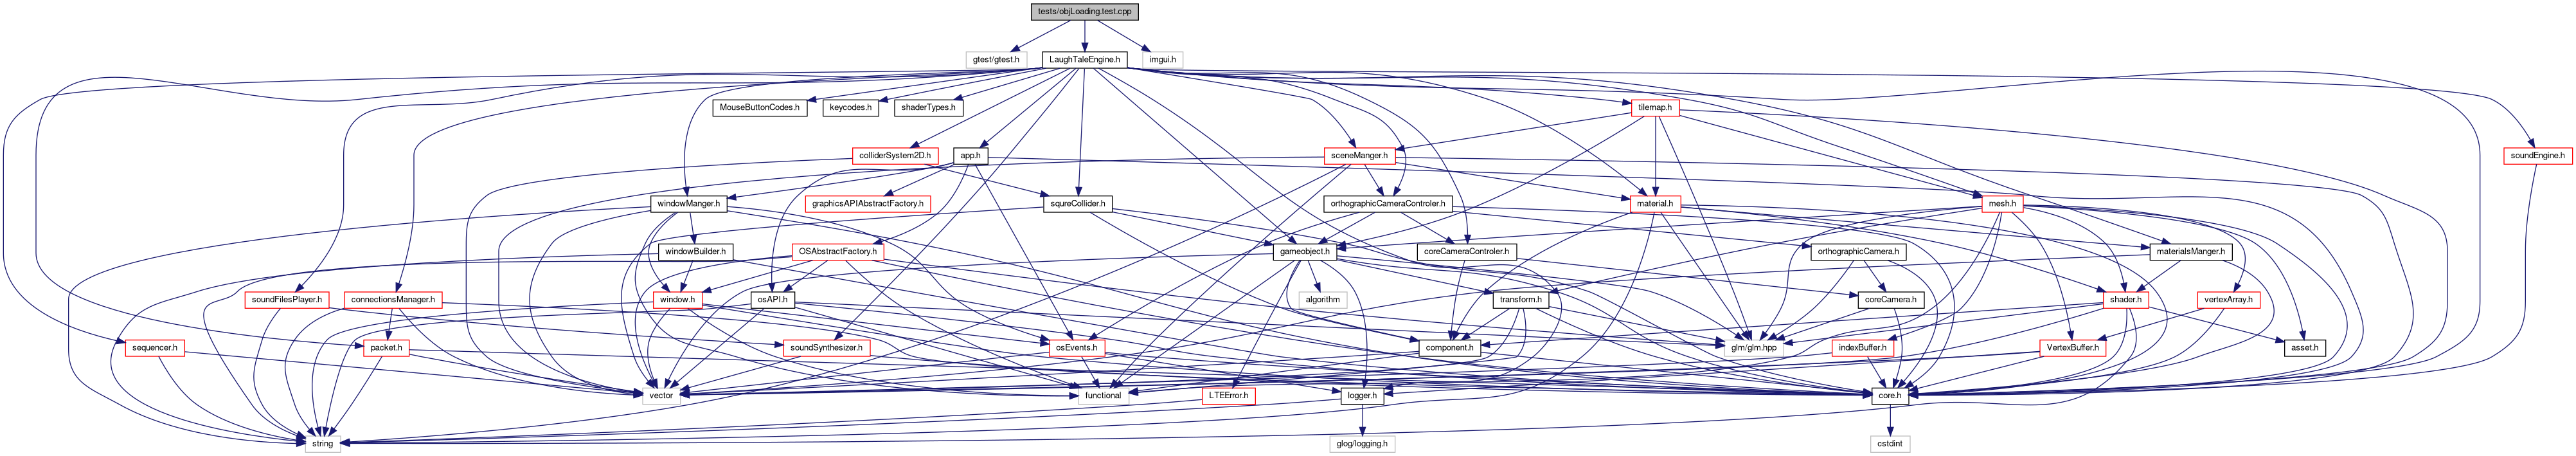 tests/objLoading.test.cpp
gtest/gtest.h
LaughTaleEngine.h
imgui.h
MouseButtonCodes.h
keycodes.h
shaderTypes.h
tilemap.h
colliderSystem2D.h
app.h
sceneManger.h
soundEngine.h
windowManger.h
graphicsAPIAbstractFactory.h
squreCollider.h
orthographicCameraControler.h
material.h
mesh.h
windowBuilder.h
OSAbstractFactory.h
gameobject.h
coreCameraControler.h
orthographicCamera.h
materialsManger.h
soundFilesPlayer.h
connectionsManager.h
window.h
osAPI.h
algorithm
transform.h
coreCamera.h
shader.h
vertexArray.h
sequencer.h
packet.h
soundSynthesizer.h
osEvents.h
component.h
glm/glm.hpp
indexBuffer.h
VertexBuffer.h
asset.h
vector
functional
LTEError.h
logger.h
core.h
string
glog/logging.h
cstdint